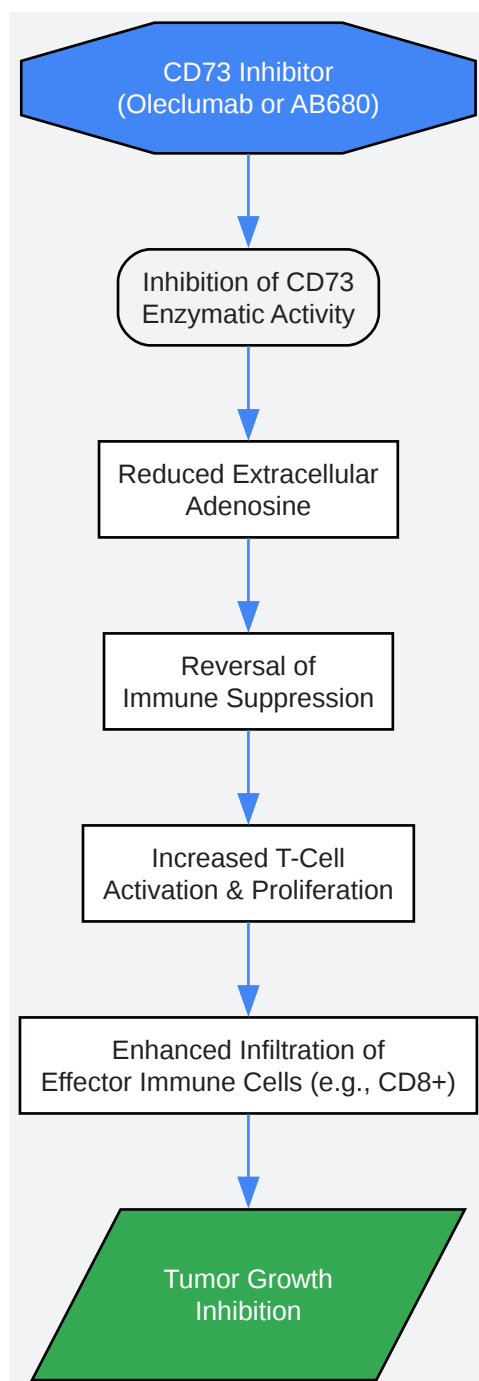 CD73 Inhibitor
(Oleclumab or AB680)
Inhibition of CD73
Enzymatic Activity
Reduced Extracellular
Adenosine
Reversal of
Immune Suppression
Increased T-Cell
Activation & Proliferation
Enhanced Infiltration of
Effector Immune Cells (e.g., CD8+)
Tumor Growth
Inhibition